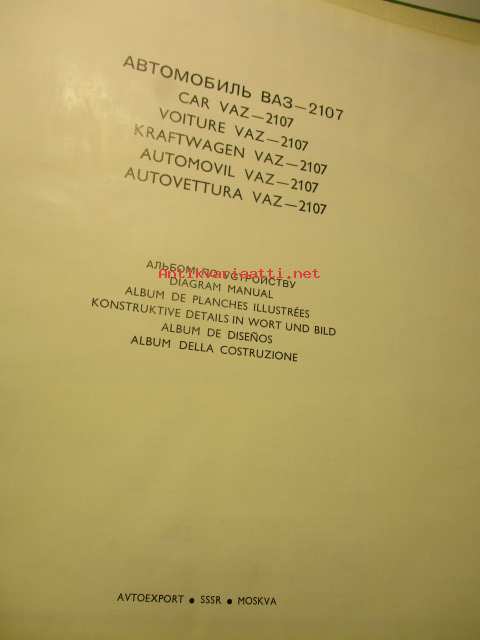 АВТОМОБИЛЬ ВАЗ—2107
CAR VAZ—2107
VOITURE VAZ—2107
KRAFTWAGEN VAZ—2107
AUTOMOVIL VAZ—2107
AUTOVETTURA VAZ—2107
АЛЬБОМ ПО УСТРОЙСТВУ
Antikvariaatti.net
DIAGRAM MANUAL
ALBUM DE PLANCHES ILLUSTRÉES
KONSTRUKTIVE DETAILS IN WORT UND BILD
ALBUM DE DISEÑOS
ALBUM DELLA COSTRUZIONE
AVTOEXPORT ● SSSR ● MOSKVA